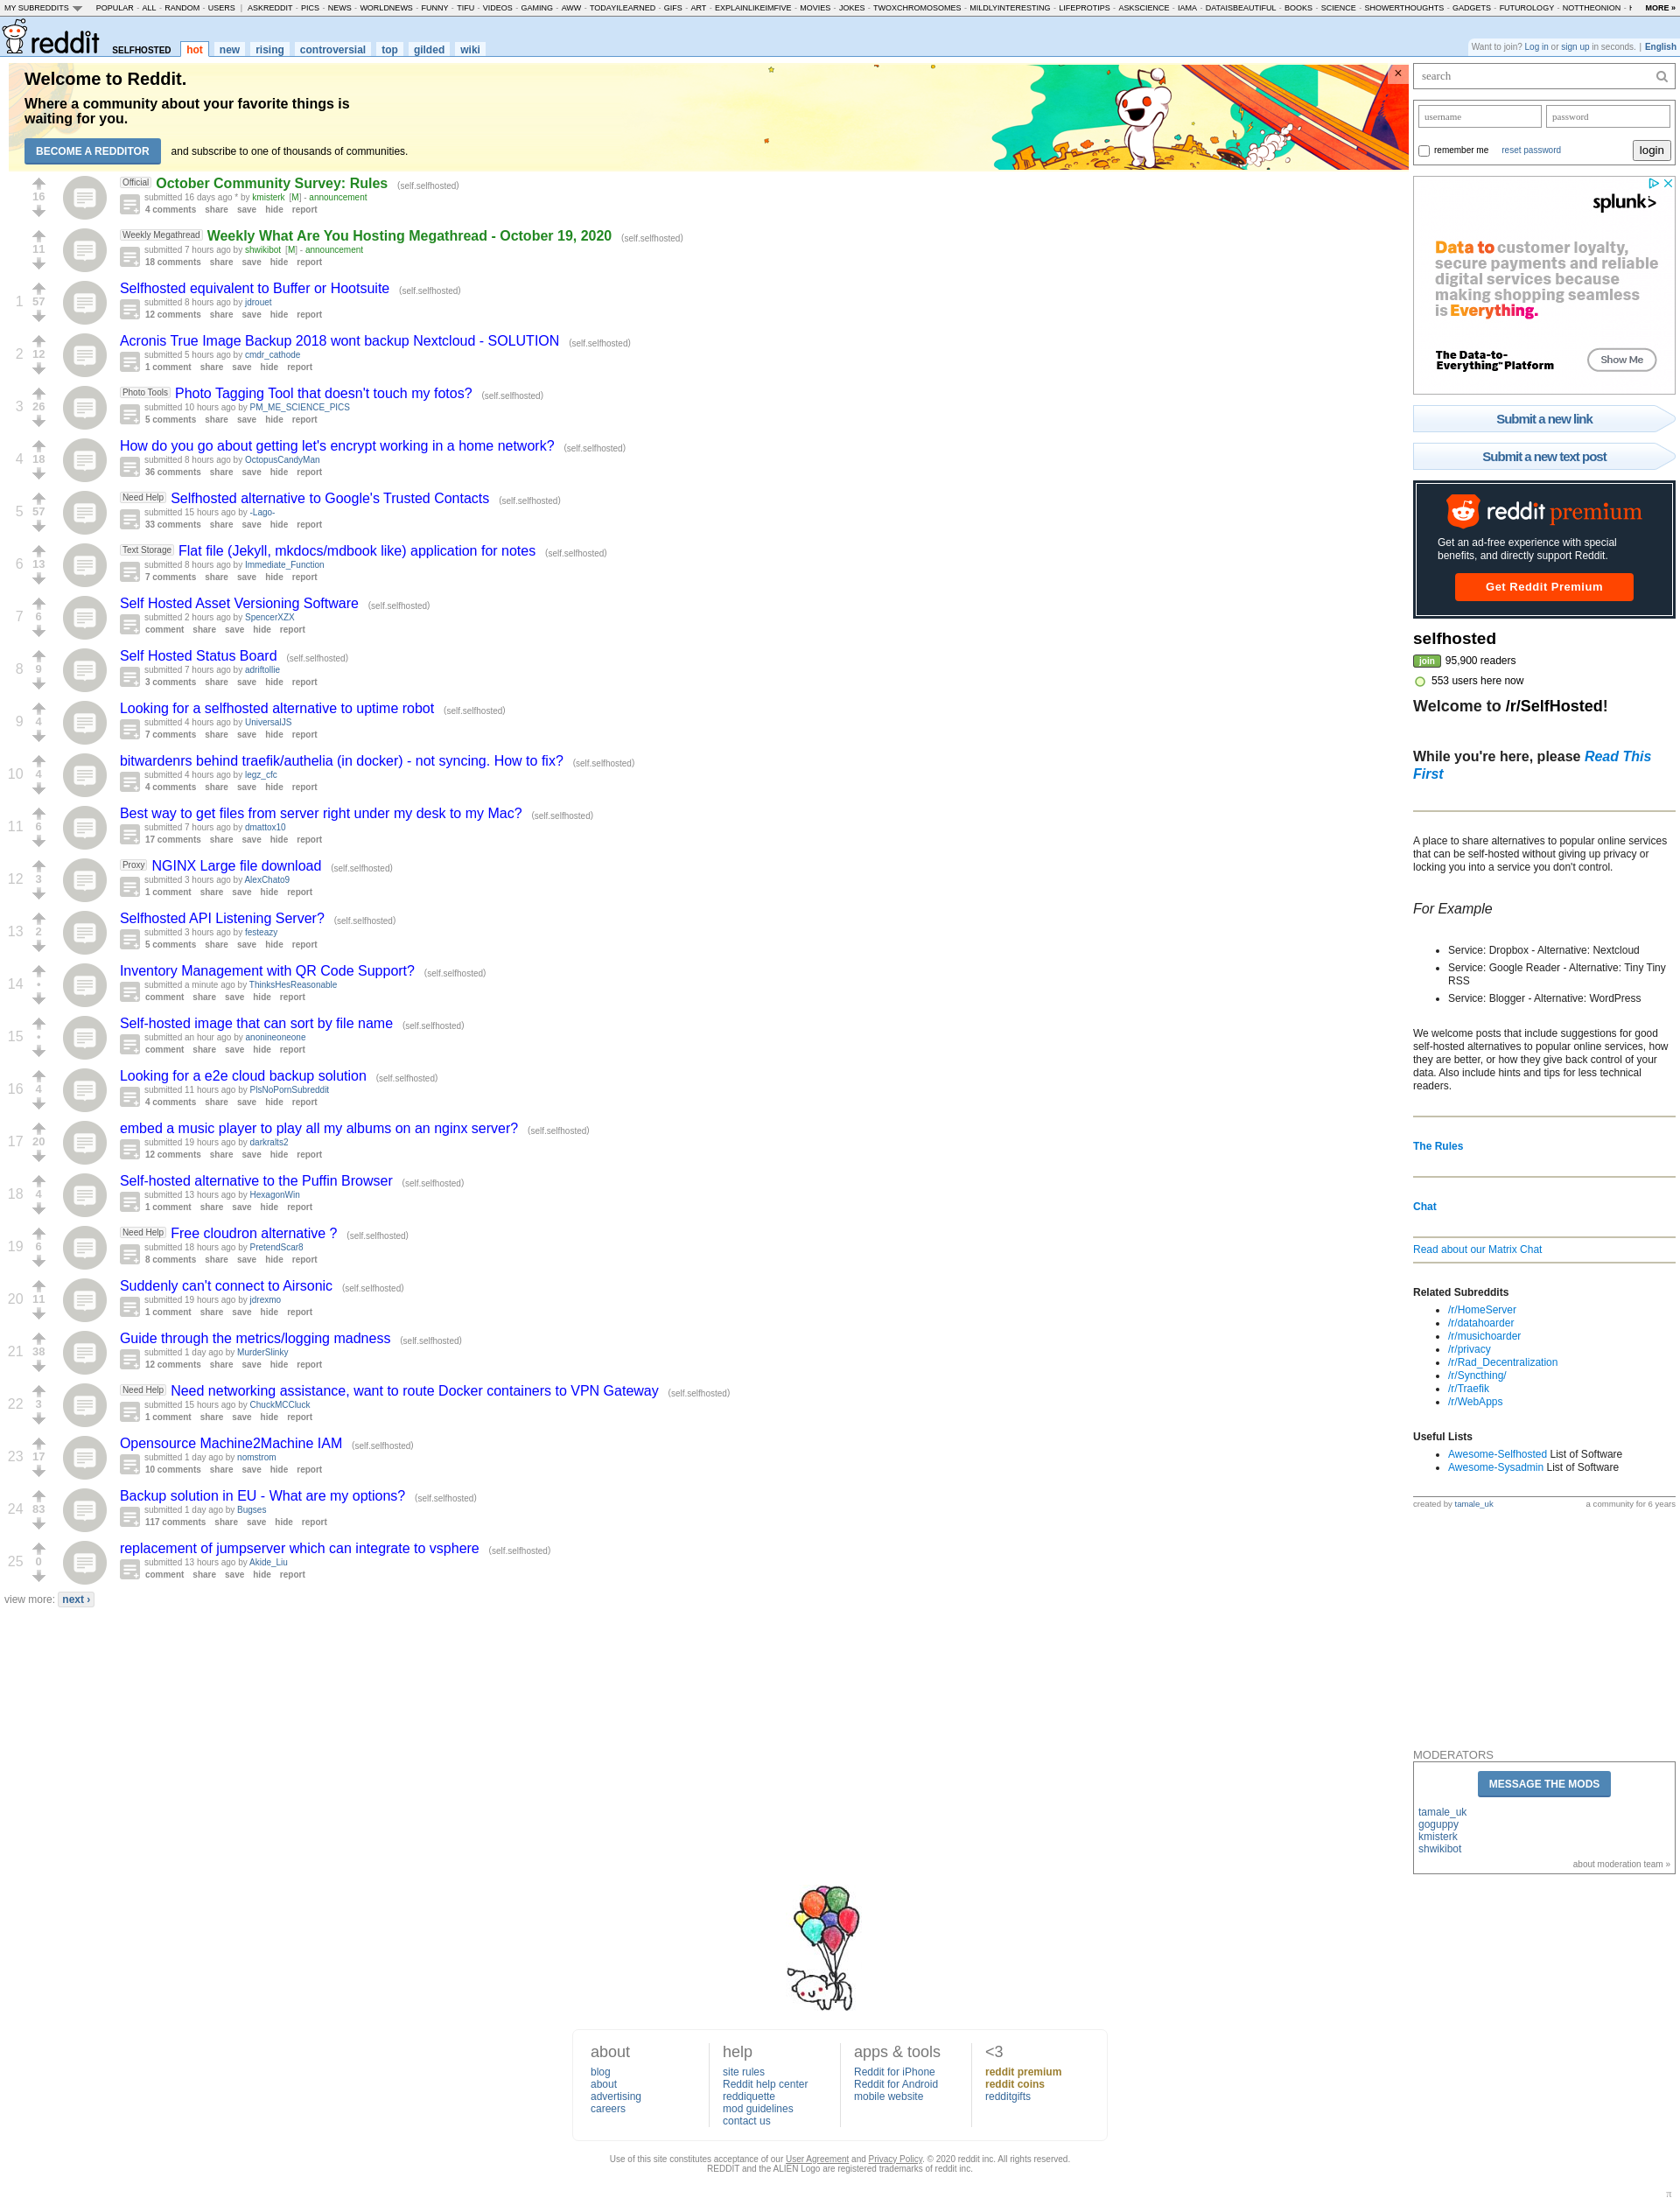 MY SUBREDDITS POPULAR - ALL - RANDOM - USERS | ASKREDDIT - PICS - NEWS - WORLDNEWS - FUNNY - TIFU - VIDEOS - GAMING - AWW - TODAYILEARNED - GIFS - ART - EXPLAINLIKEIMFIVE - MOVIES - JOKES - TWOXCHROMOSOMES - MILDLYINTERESTING - LIFEPROTIPS - ASKSCIENCE - IAMA - DATAISBEAUTIFUL - BOOKS - SCIENCE - SHOWERTHOUGHTS - GADGETS - FUTUROLOGY - NOTTHEONION - MORE »
reddit SELFHOSTED hot new rising controversial top gilded wiki
Want to join? Log in or sign up in seconds. | English
Welcome to Reddit.
Where a community about your favorite things is
waiting for you.
BECOME A REDDITOR and subscribe to one of thousands of communities.
16
Official October Community Survey: Rules (self.selfhosted)
submitted 16 days ago * by kmisterk [M] - announcement
4 comments share save hide report
11
Weekly Megathread Weekly What Are You Hosting Megathread - October 19, 2020 (self.selfhosted)
submitted 7 hours ago by shwikibot [M] - announcement
18 comments share save hide report
1 57
Selfhosted equivalent to Buffer or Hootsuite (self.selfhosted)
submitted 8 hours ago by jdrouet
12 comments share save hide report
2 12
Acronis True Image Backup 2018 wont backup Nextcloud - SOLUTION (self.selfhosted)
submitted 5 hours ago by cmdr_cathode
1 comment share save hide report
3 26
Photo Tools Photo Tagging Tool that doesn't touch my fotos? (self.selfhosted)
submitted 10 hours ago by PM_ME_SCIENCE_PICS
5 comments share save hide report
4 18
How do you go about getting let's encrypt working in a home network? (self.selfhosted)
submitted 8 hours ago by OctopusCandyMan
36 comments share save hide report
5 57
Need Help Selfhosted alternative to Google's Trusted Contacts (self.selfhosted)
submitted 15 hours ago by -Lago-
33 comments share save hide report
6 13
Text Storage Flat file (Jekyll, mkdocs/mdbook like) application for notes (self.selfhosted)
submitted 8 hours ago by Immediate_Function
7 comments share save hide report
7 6
Self Hosted Asset Versioning Software (self.selfhosted)
submitted 2 hours ago by SpencerXZX
comment share save hide report
8 9
Self Hosted Status Board (self.selfhosted)
submitted 7 hours ago by adriftollie
3 comments share save hide report
9 4
Looking for a selfhosted alternative to uptime robot (self.selfhosted)
submitted 4 hours ago by UniversalJS
7 comments share save hide report
10 4
bitwardenrs behind traefik/authelia (in docker) - not syncing. How to fix? (self.selfhosted)
submitted 4 hours ago by legz_cfc
4 comments share save hide report
11 6
Best way to get files from server right under my desk to my Mac? (self.selfhosted)
submitted 7 hours ago by dmattox10
17 comments share save hide report
12 3
Proxy NGINX Large file download (self.selfhosted)
submitted 3 hours ago by AlexChato9
1 comment share save hide report
13 2
Selfhosted API Listening Server? (self.selfhosted)
submitted 3 hours ago by festeazy
5 comments share save hide report
14 •
Inventory Management with QR Code Support? (self.selfhosted)
submitted a minute ago by ThinksHesReasonable
comment share save hide report
15 •
Self-hosted image that can sort by file name (self.selfhosted)
submitted an hour ago by anonineoneone
comment share save hide report
16 4
Looking for a e2e cloud backup solution (self.selfhosted)
submitted 11 hours ago by PlsNoPornSubreddit
4 comments share save hide report
17 20
embed a music player to play all my albums on an nginx server? (self.selfhosted)
submitted 19 hours ago by darkralts2
12 comments share save hide report
18 4
Self-hosted alternative to the Puffin Browser (self.selfhosted)
submitted 13 hours ago by HexagonWin
1 comment share save hide report
19 6
Need Help Free cloudron alternative ? (self.selfhosted)
submitted 18 hours ago by PretendScar8
8 comments share save hide report
20 11
Suddenly can't connect to Airsonic (self.selfhosted)
submitted 19 hours ago by jdrexmo
1 comment share save hide report
21 38
Guide through the metrics/logging madness (self.selfhosted)
submitted 1 day ago by MurderSlinky
12 comments share save hide report
22 3
Need Help Need networking assistance, want to route Docker containers to VPN Gateway (self.selfhosted)
submitted 15 hours ago by ChuckMCCluck
1 comment share save hide report
23 17
Opensource Machine2Machine IAM (self.selfhosted)
submitted 1 day ago by nomstrom
10 comments share save hide report
24 83
Backup solution in EU - What are my options? (self.selfhosted)
submitted 1 day ago by Bugses
117 comments share save hide report
25 0
replacement of jumpserver which can integrate to vsphere (self.selfhosted)
submitted 13 hours ago by Akide_Liu
comment share save hide report
view more: next ›
search
username password
remember me reset password login
splunk>
Data to customer loyalty,
secure payments and reliable
digital services because
making shopping seamless
is Everything.
The Data-to-
Everything™ Platform
Show Me
Submit a new link
Submit a new text post
reddit premium
Get an ad-free experience with special
benefits, and directly support Reddit.
Get Reddit Premium
selfhosted
join 95,900 readers
553 users here now
Welcome to /r/SelfHosted!
While you're here, please Read This
First
A place to share alternatives to popular online services
that can be self-hosted without giving up privacy or
locking you into a service you don't control.
For Example
• Service: Dropbox - Alternative: Nextcloud
• Service: Google Reader - Alternative: Tiny Tiny
RSS
• Service: Blogger - Alternative: WordPress
We welcome posts that include suggestions for good
self-hosted alternatives to popular online services, how
they are better, or how they give back control of your
data. Also include hints and tips for less technical
readers.
The Rules
Chat
Read about our Matrix Chat
Related Subreddits
• /r/HomeServer
• /r/datahoarder
• /r/musichoarder
• /r/privacy
• /r/Rad_Decentralization
• /r/Syncthing/
• /r/Traefik
• /r/WebApps
Useful Lists
• Awesome-Selfhosted List of Software
• Awesome-Sysadmin List of Software
created by tamale_uk a community for 6 years
MODERATORS
MESSAGE THE MODS
tamale_uk
goguppy
kmisterk
shwikibot
about moderation team »
about
blog
about
advertising
careers
help
site rules
Reddit help center
reddiquette
mod guidelines
contact us
apps & tools
Reddit for iPhone
Reddit for Android
mobile website
<3
reddit premium
reddit coins
redditgifts
Use of this site constitutes acceptance of our User Agreement and Privacy Policy. © 2020 reddit inc. All rights reserved.
REDDIT and the ALIEN Logo are registered trademarks of reddit inc.
π